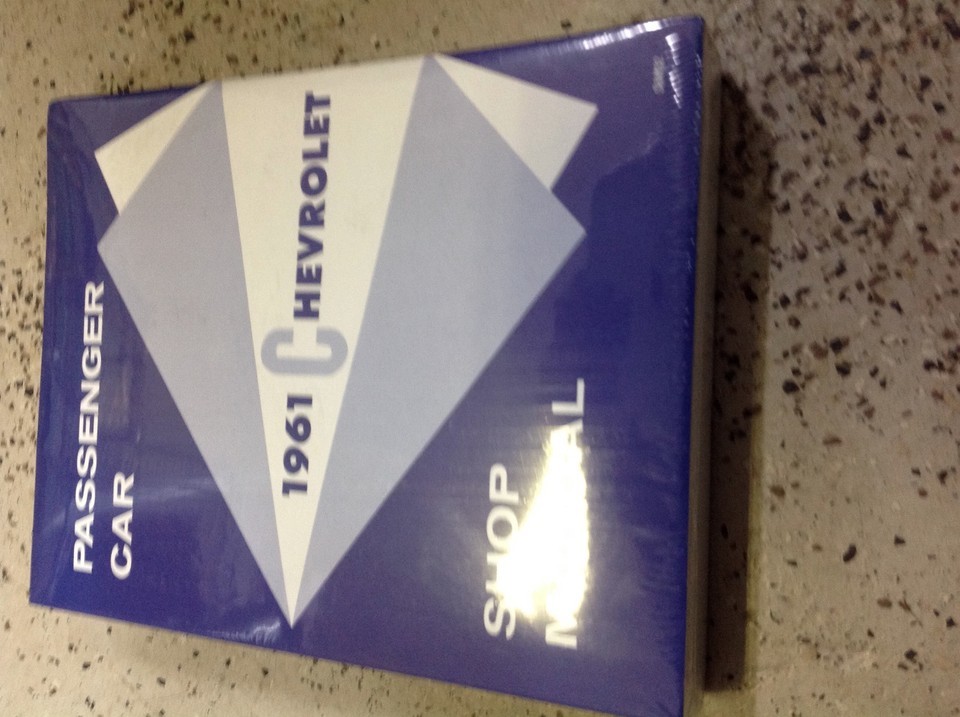 PASSENGER
CAR
1961 CHEVROLET
SHOP